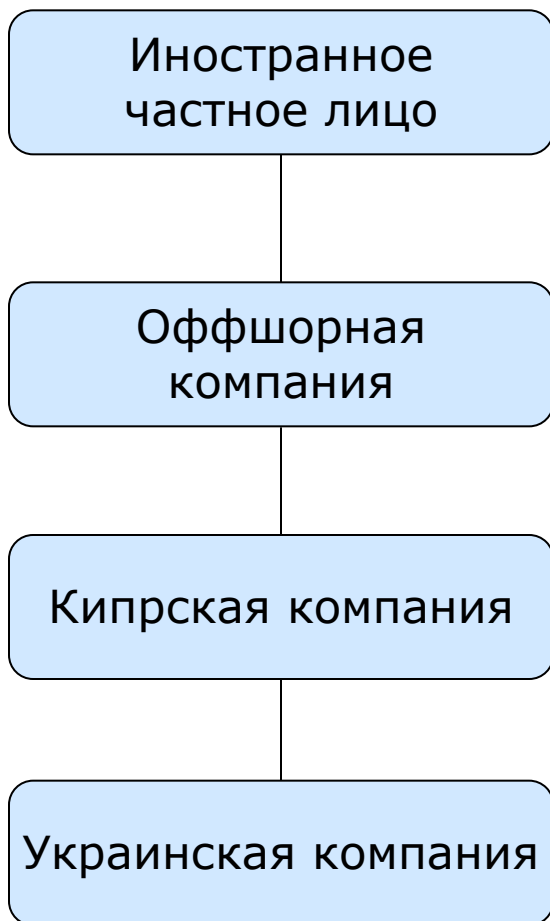 Иностранное
частное лицо
Оффшорная
компания
Кипрская компания
Украинская компания